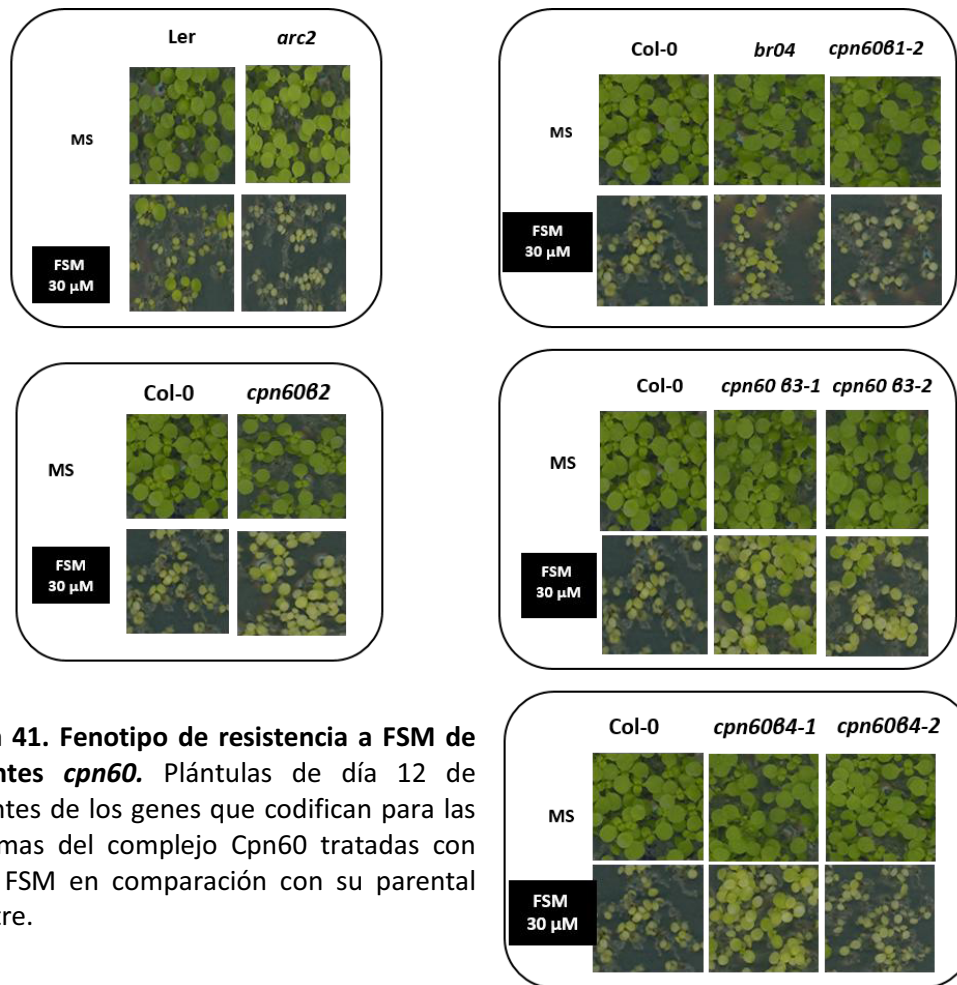 Ler arc2
MS
FSM
30 µM
Col-0 br04 cpn60β1-2
MS
FSM
30 µM
Col-0 cpn60β2
MS
FSM
30 µM
Col-0 cpn60 β3-1 cpn60 β3-2
MS
FSM
30 µM
41. Fenotipo de resistencia a FSM de
ntes cpn60. Plántulas de día 12 de
ntes de los genes que codifican para las
mas del complejo Cpn60 tratadas con
FSM en comparación con su parental
tre.
Col-0 cpn60β4-1 cpn60β4-2
MS
FSM
30 µM